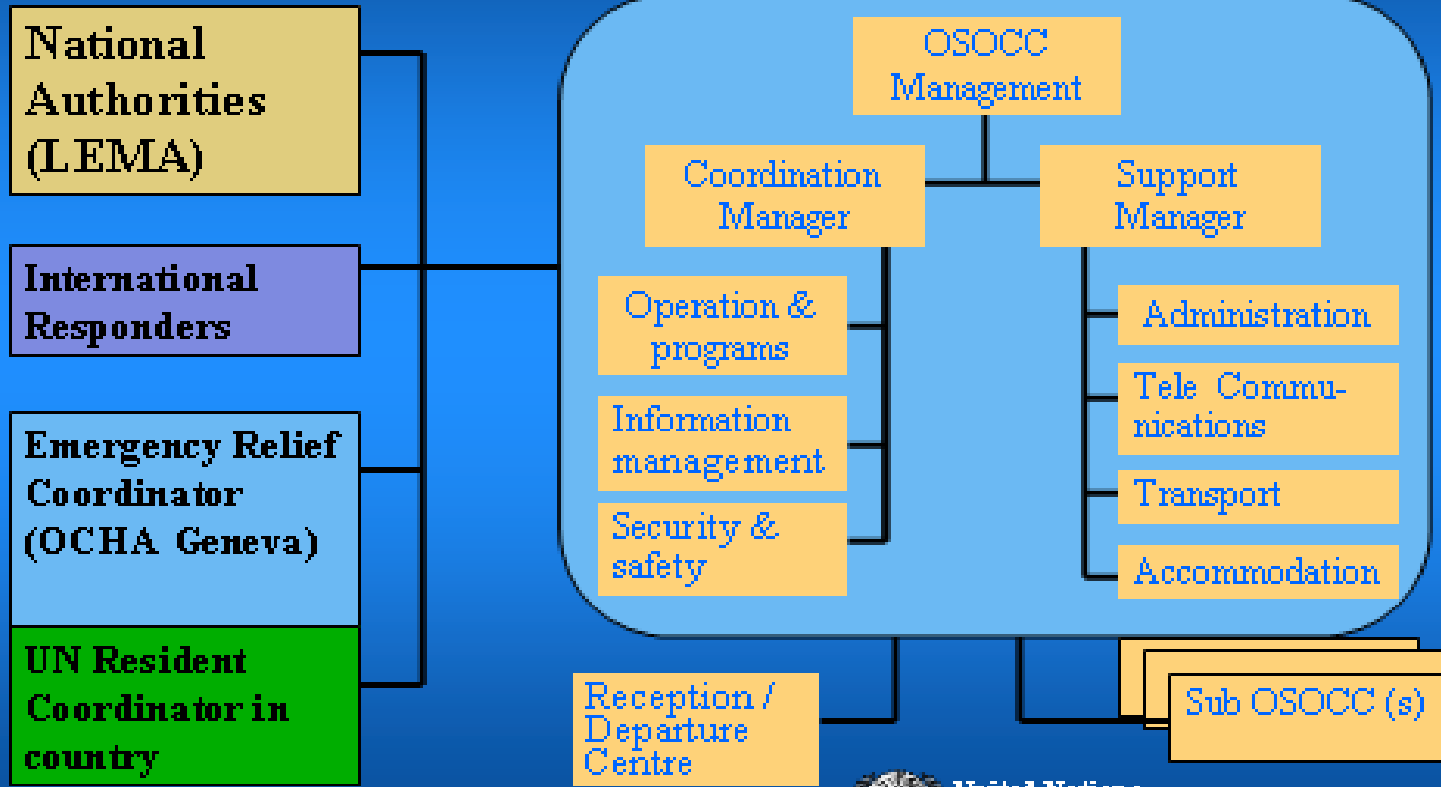 National
Authorities
(LEMA)
International
Responders
Emergency Relief
Coordinator
(OCHA Geneva)
UN Resident
Coordinator in
country
OSOCC
Management
Coordination
Manager
Support
Manager
Operation &
programs
Information
management
Security &
safety
Administration
Tele Commu-
nications
Transport
Accommodation
Reception /
Departure
Centre
Sub OSOCC (s)
United Nations